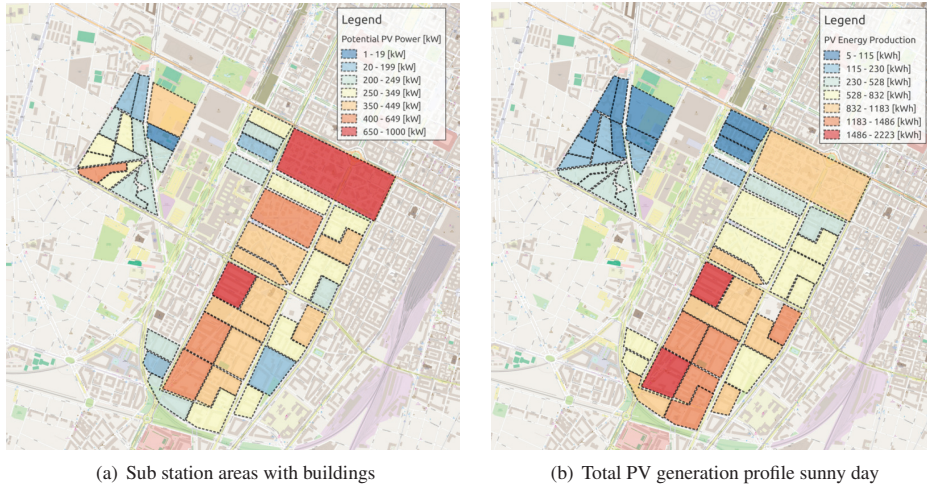 Legend
Potential PV Power [kW]
1 - 19 [kW]
20 - 199 [kW]
200 - 249 [kW]
250 - 349 [kW]
350 - 449 [kW]
400 - 649 [kW]
650 - 1000 [kW]
Legend
PV Energy Production
5 - 115 [kWh]
115 - 230 [kWh]
230 - 528 [kWh]
528 - 832 [kWh]
832 - 1183 [kWh]
1183 - 1486 [kWh]
1486 - 2223 [kWh]
(a) Sub station areas with buildings
(b) Total PV generation profile sunny day